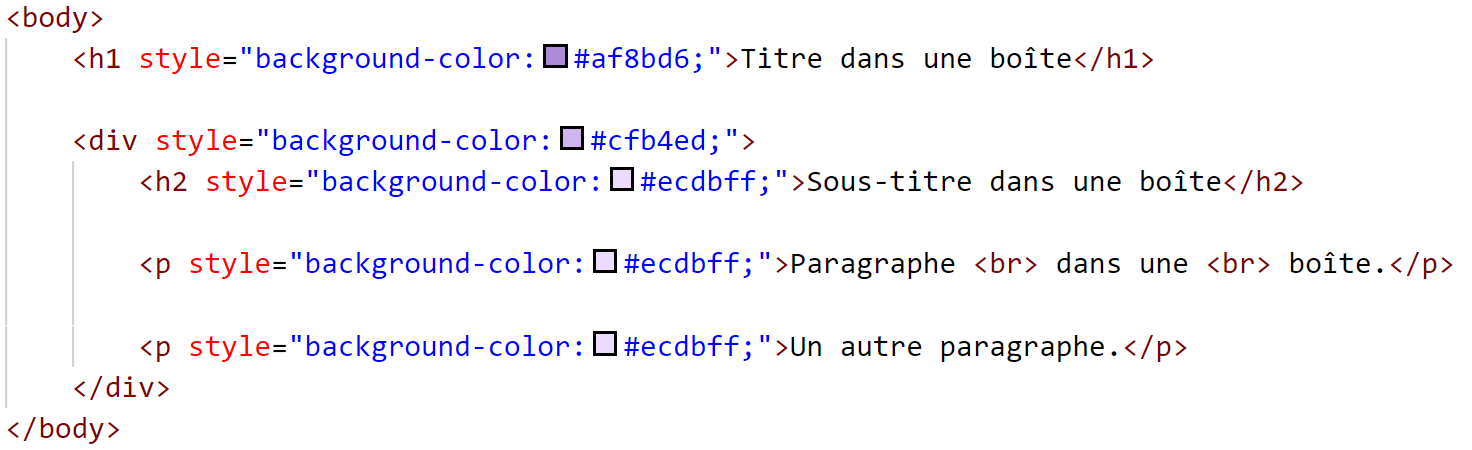 <body>
<h1 style="background-color:#af8bd6;">Titre dans une boîte</h1>
<div style="background-color:#cfb4ed;">
<h2 style="background-color:#ecdbff;">Sous-titre dans une boîte</h2>
<p style="background-color:#ecdbff;">Paragraphe <br> dans une <br> boîte.</p>
<p style="background-color:#ecdbff;">Un autre paragraphe.</p>
</div>
</body>